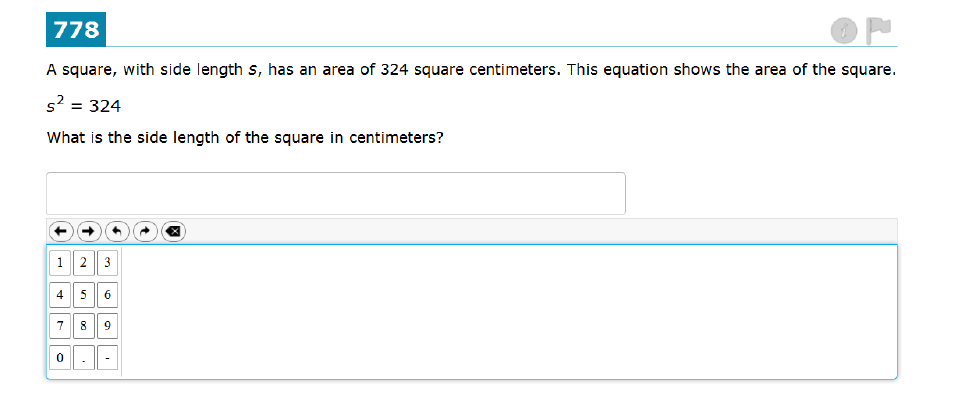 778
A square, with side length s, has an area of 324 square centimeters. This equation shows the area of the square.
s² = 324
What is the side length of the square in centimeters?
1 2 3
4 5 6
7 8 9
0 . -